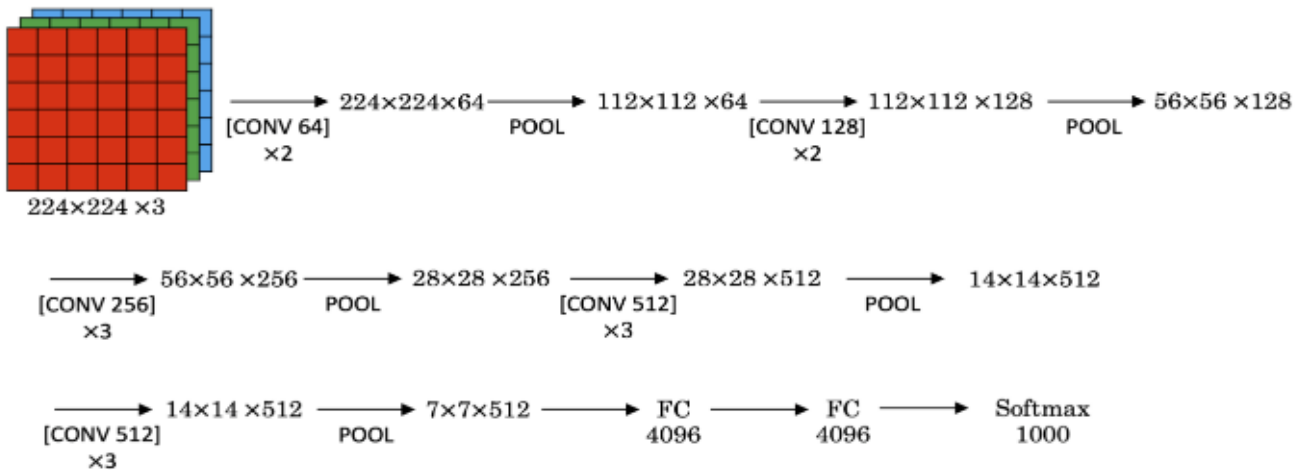 224×224×64 112×112 ×64 112×112 ×128 56×56 ×128
[CONV 64] POOL [CONV 128] POOL
×2 ×2
224×224 ×3
56×56 ×256 28×28 ×256 28×28 ×512 14×14×512
[CONV 256] POOL [CONV 512] POOL
×3 ×3
14×14 ×512 7×7×512 FC FC Softmax
[CONV 512] POOL 4096 4096 1000
×3